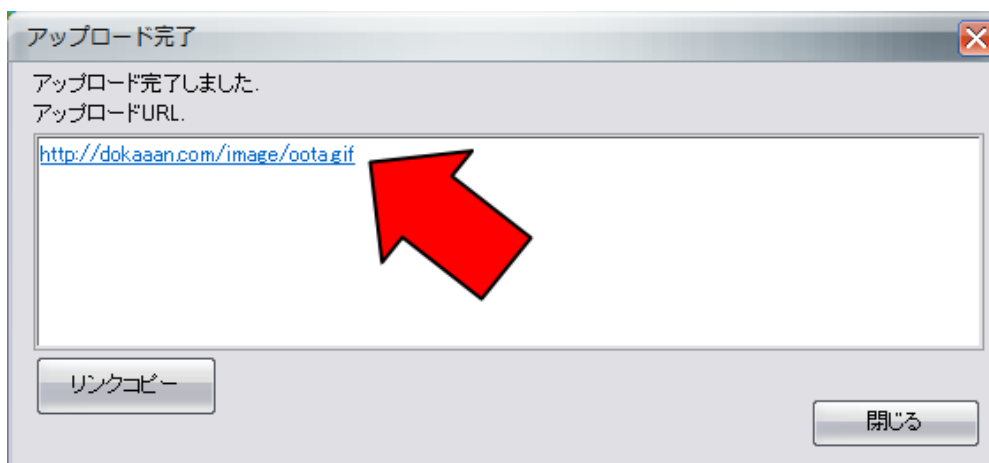 アップロード完了
アップロード完了しました.
アップロードURL.
http://dokaaan.com/image/oota.gif
リンクコピー
閉じる